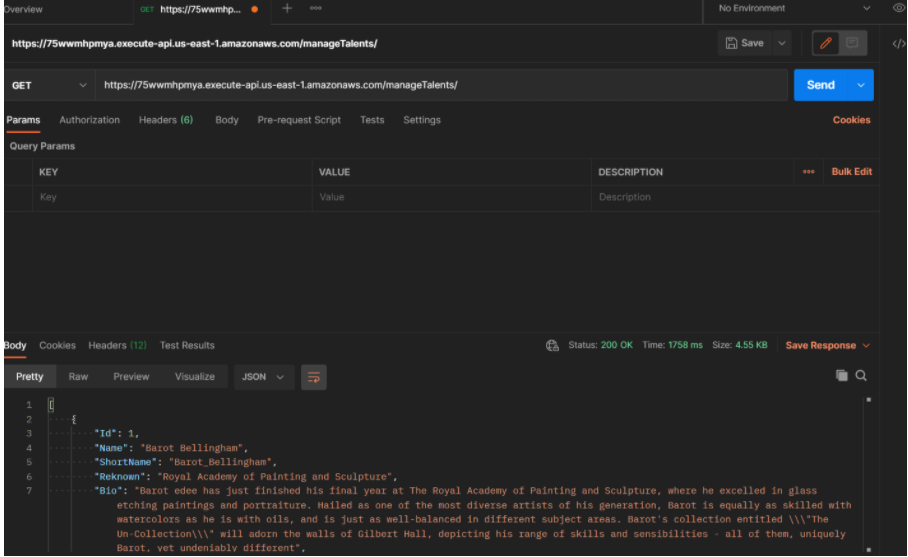 Overview GET https://75wwmhp... No Environment
https://75wwmhpmya.execute-api.us-east-1.amazonaws.com/manageTalents/ Save
GET https://75wwmhpmya.execute-api.us-east-1.amazonaws.com/manageTalents/ Send
Params Authorization Headers (6) Body Pre-request Script Tests Settings Cookies
Query Params
KEY VALUE DESCRIPTION Bulk Edit
Key Value Description
Body Cookies Headers (12) Test Results Status: 200 OK Time: 1758 ms Size: 4.55 KB Save Response
Pretty Raw Preview Visualize JSON
1 [
2 {
3 "Id": 1,
4 "Name": "Barot Bellingham",
5 "ShortName": "Barot_Bellingham",
6 "Reknown": "Royal Academy of Painting and Sculpture",
7 "Bio": "Barot edee has just finished his final year at The Royal Academy of Painting and Sculpture, where he excelled in glass
etching paintings and portraiture. Hailed as one of the most diverse artists of his generation, Barot is equally as skilled with
watercolors as he is with oils, and is just as well-balanced in different subject areas. Barot's collection entitled \\\"The
Un-Collection\\\" will adorn the walls of Gilbert Hall, depicting his range of skills and sensibilities - all of them, uniquely
Barot, yet undeniably different",